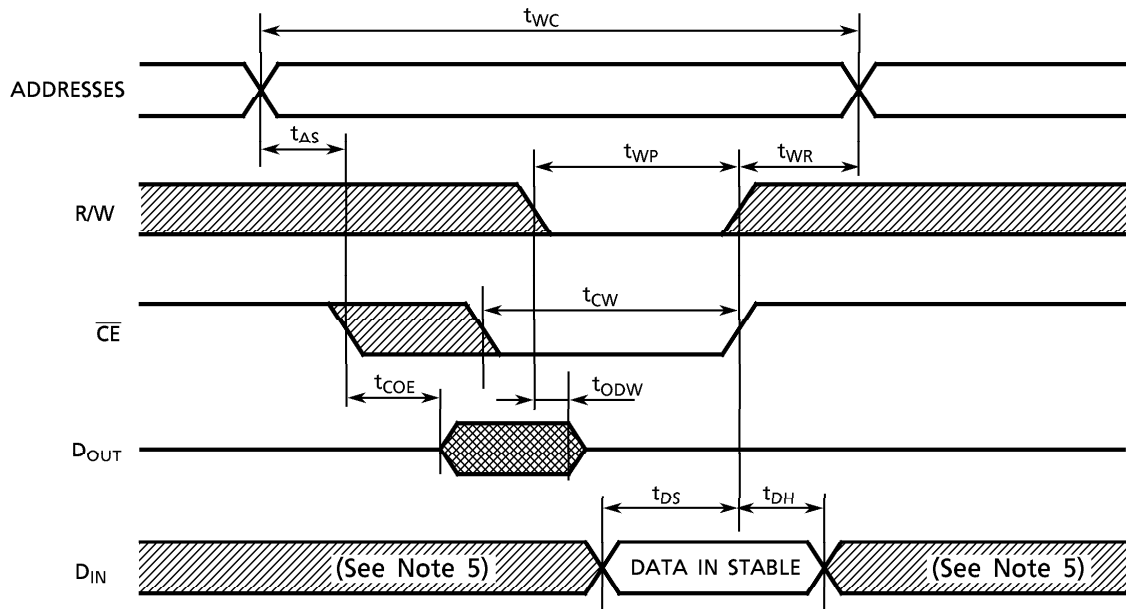 tWC
ADDRESSES
tAS
tWP
tWR
R/W
tCW
CE
tCOE
tODW
DOUT
tDS
tDH
DIN
(See Note 5)
DATA IN STABLE
(See Note 5)